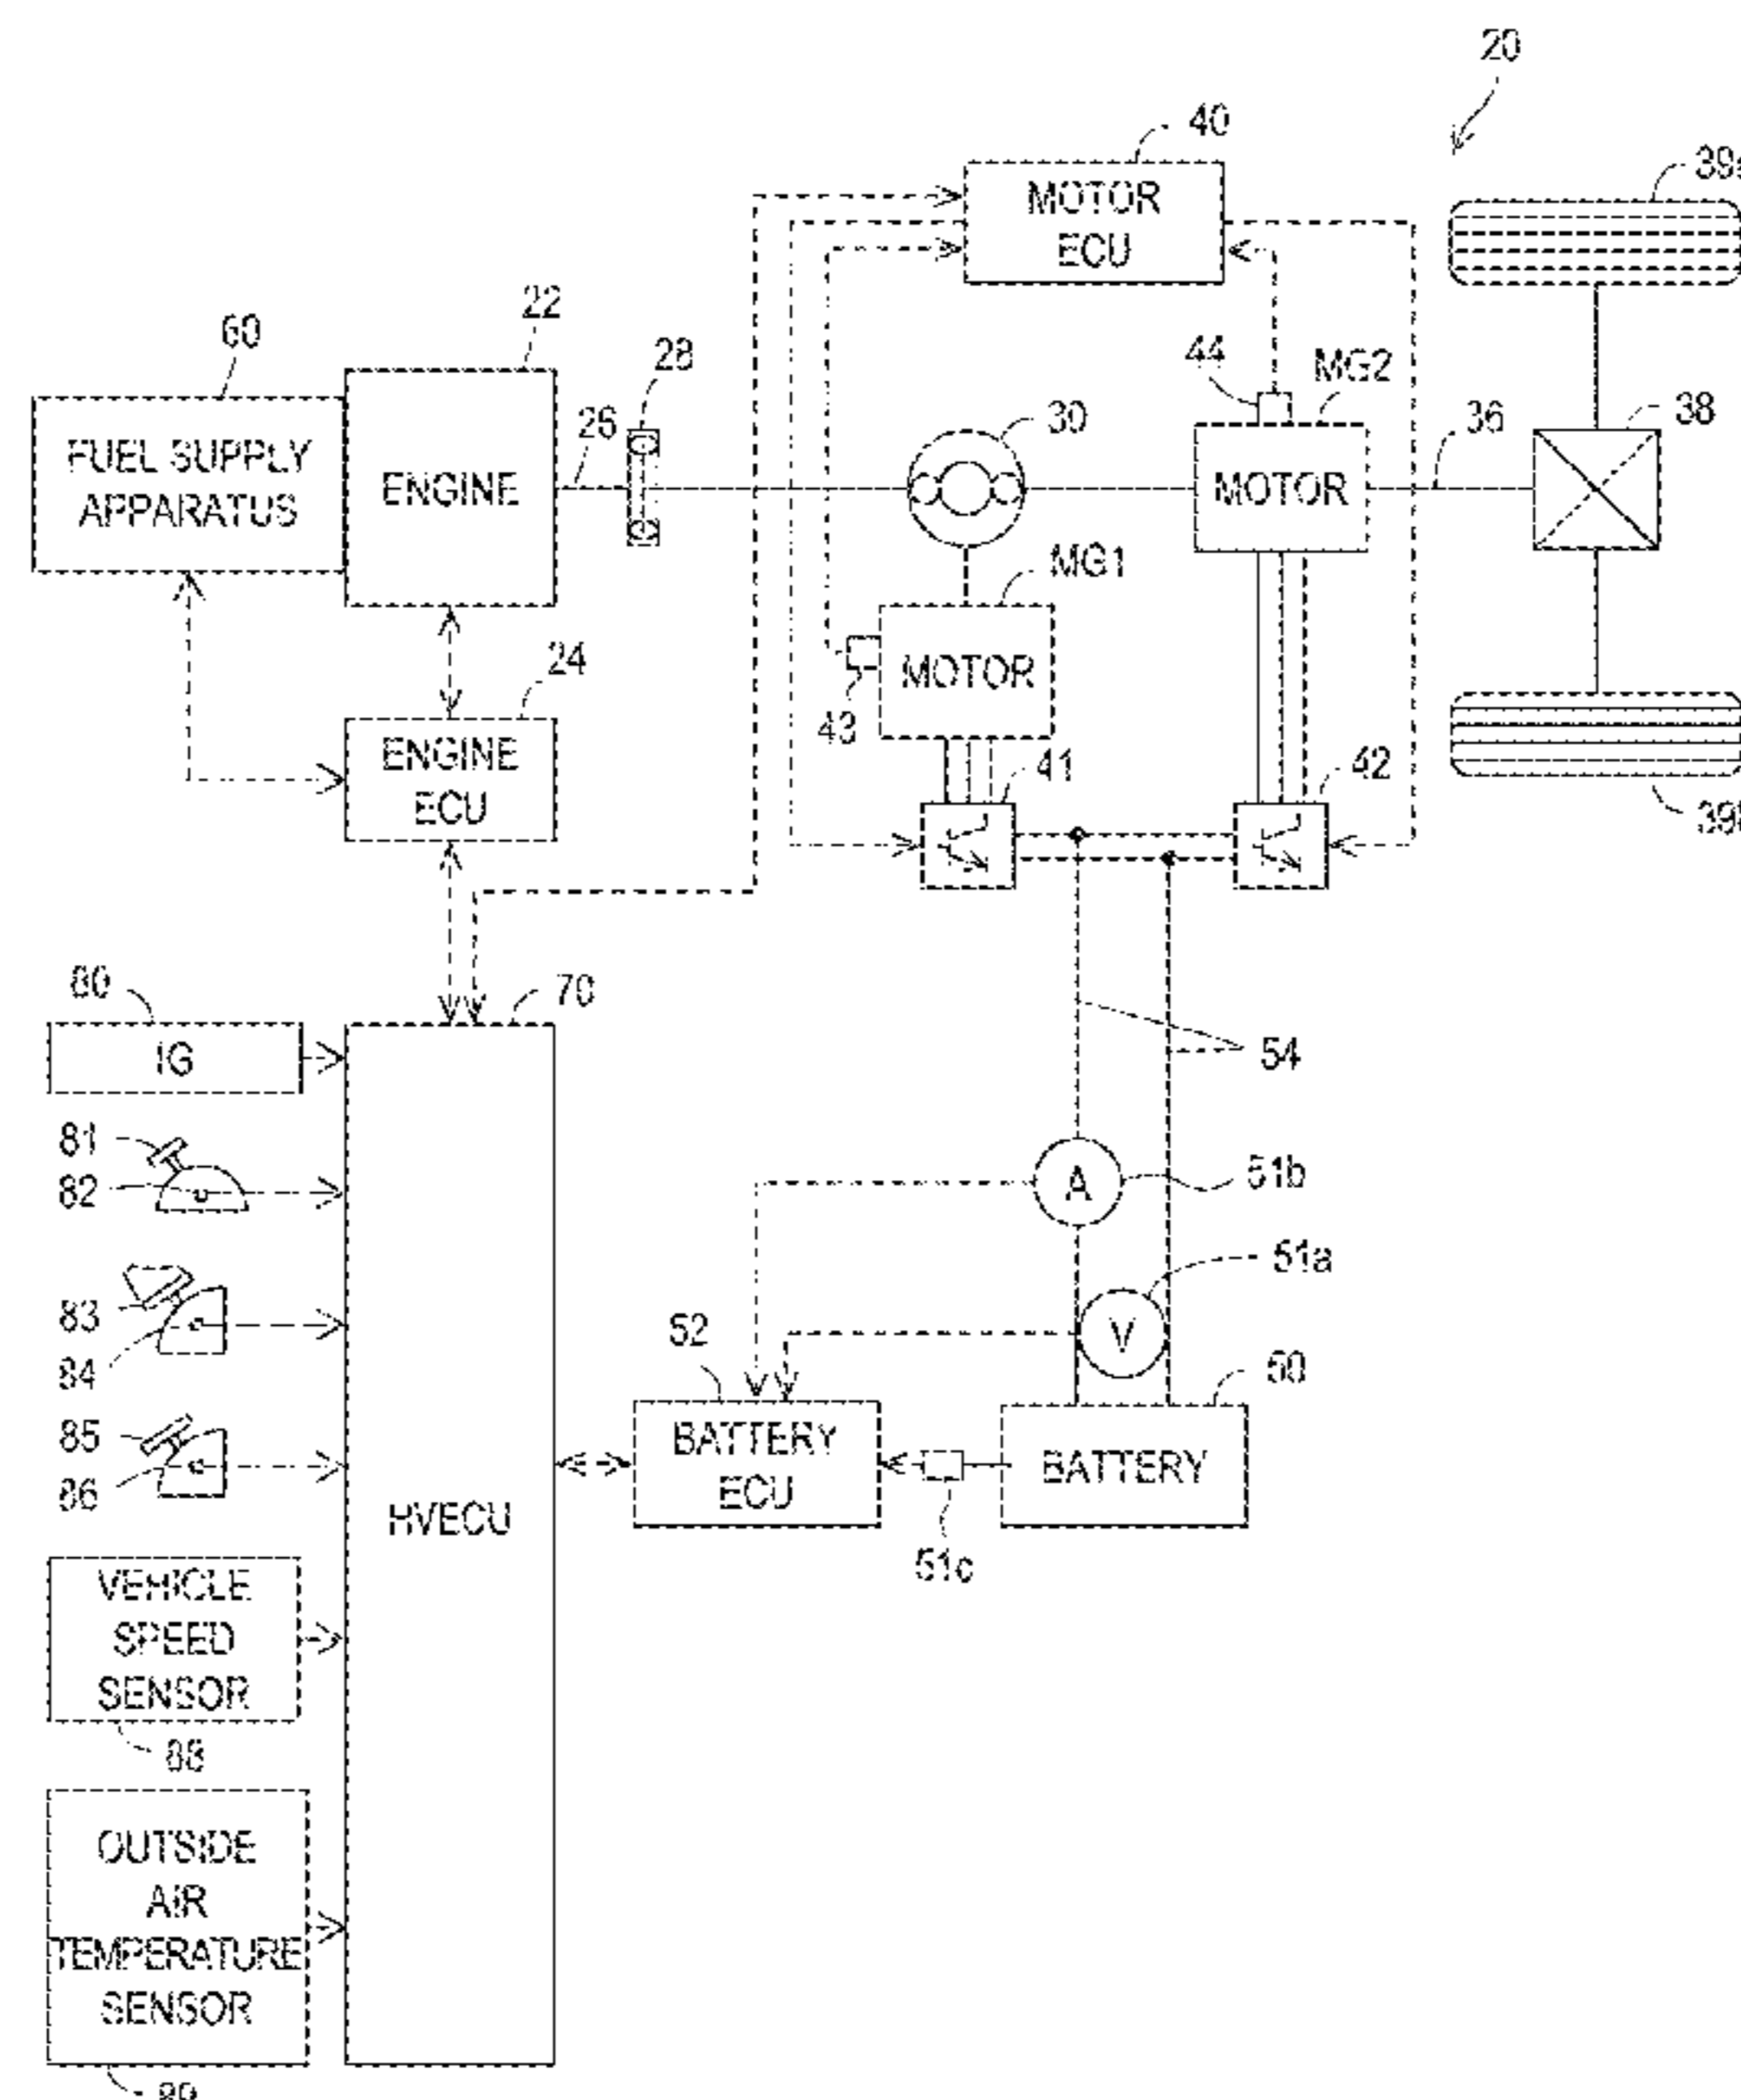 20
40
MOTOR
ECU
22
60
28
44
MG2
26
30
36
38
FUEL SUPPLY
APPARATUS
ENGINE
MOTOR
MG1
24
43
MOTOR
ENGINE
ECU
41
42
80
70
IG
54
81
82
A
51b
51a
83
84
52
V
50
85
86
BATTERY
ECU
BATTERY
HVECU
51c
VEHICLE
SPEED
SENSOR
88
OUTSIDE
AIR
TEMPERATURE
SENSOR